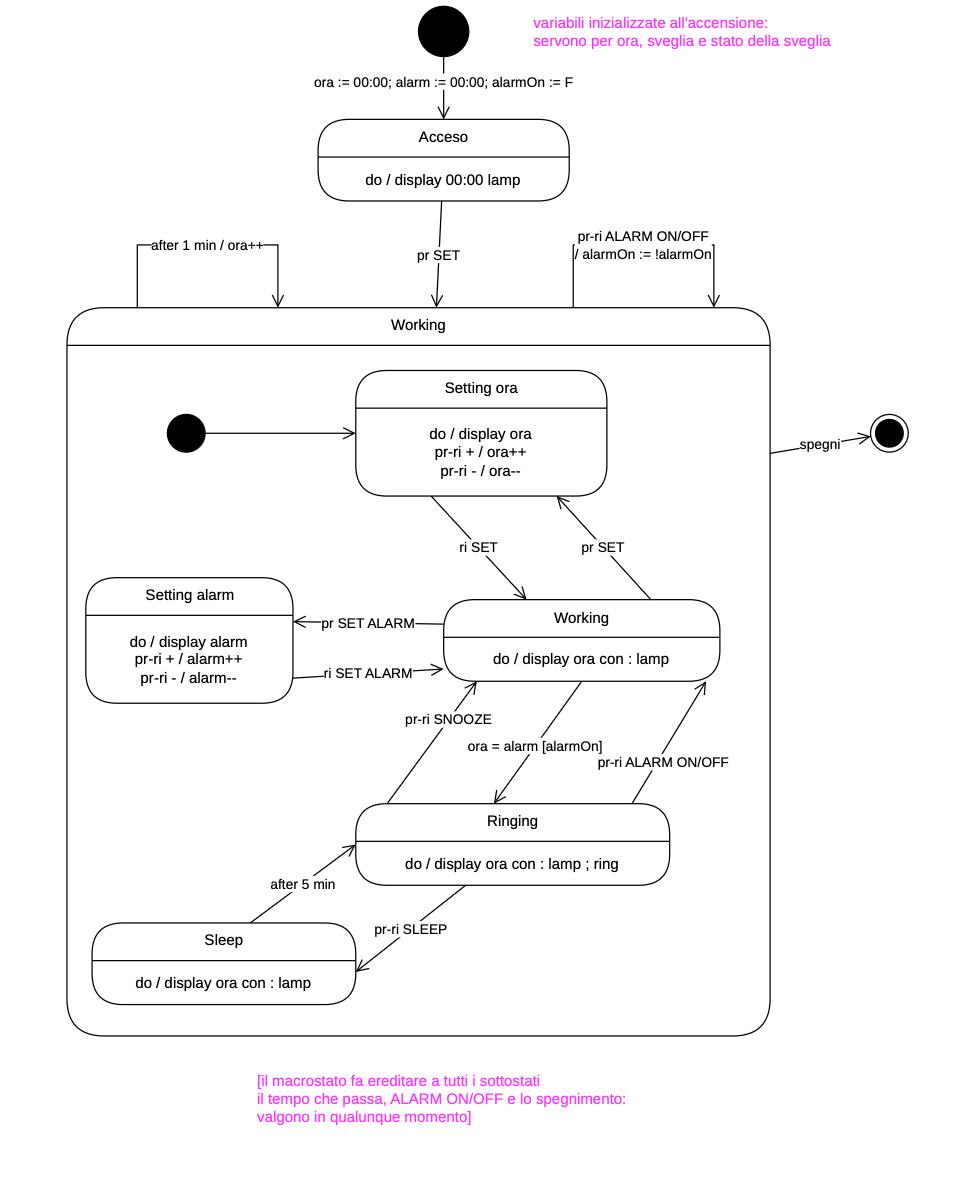 variabili inizializzate all'accensione:
servono per ora, sveglia e stato della sveglia
ora := 00:00; alarm := 00:00; alarmOn := F
Acceso
do / display 00:00 lamp
after 1 min / ora++
pr SET
pr-ri ALARM ON/OFF
/ alarmOn := !alarmOn
Working
Setting ora
do / display ora
pr-ri + / ora++
pr-ri - / ora--
spegni
ri SET
pr SET
Setting alarm
do / display alarm
pr-ri + / alarm++
pr-ri - / alarm--
pr SET ALARM
ri SET ALARM
Working
do / display ora con : lamp
pr-ri SNOOZE
ora = alarm [alarmOn]
pr-ri ALARM ON/OFF
Ringing
do / display ora con : lamp ; ring
after 5 min
pr-ri SLEEP
Sleep
do / display ora con : lamp
[il macrostato fa ereditare a tutti i sottostati
il tempo che passa, ALARM ON/OFF e lo spegnimento:
valgono in qualunque momento]